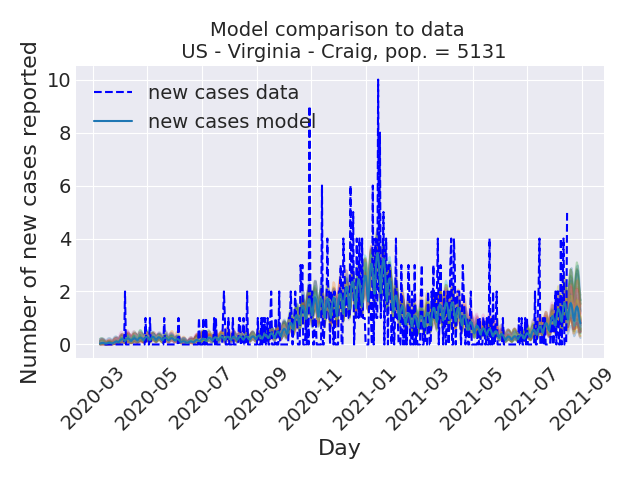 Model comparison to data
US - Virginia - Craig, pop. = 5131
Number of new cases reported
10
8
6
4
2
0
new cases data
new cases model
2020-03
2020-05
2020-07
2020-09
2020-11
2021-01
2021-03
2021-05
2021-07
2021-09
Day